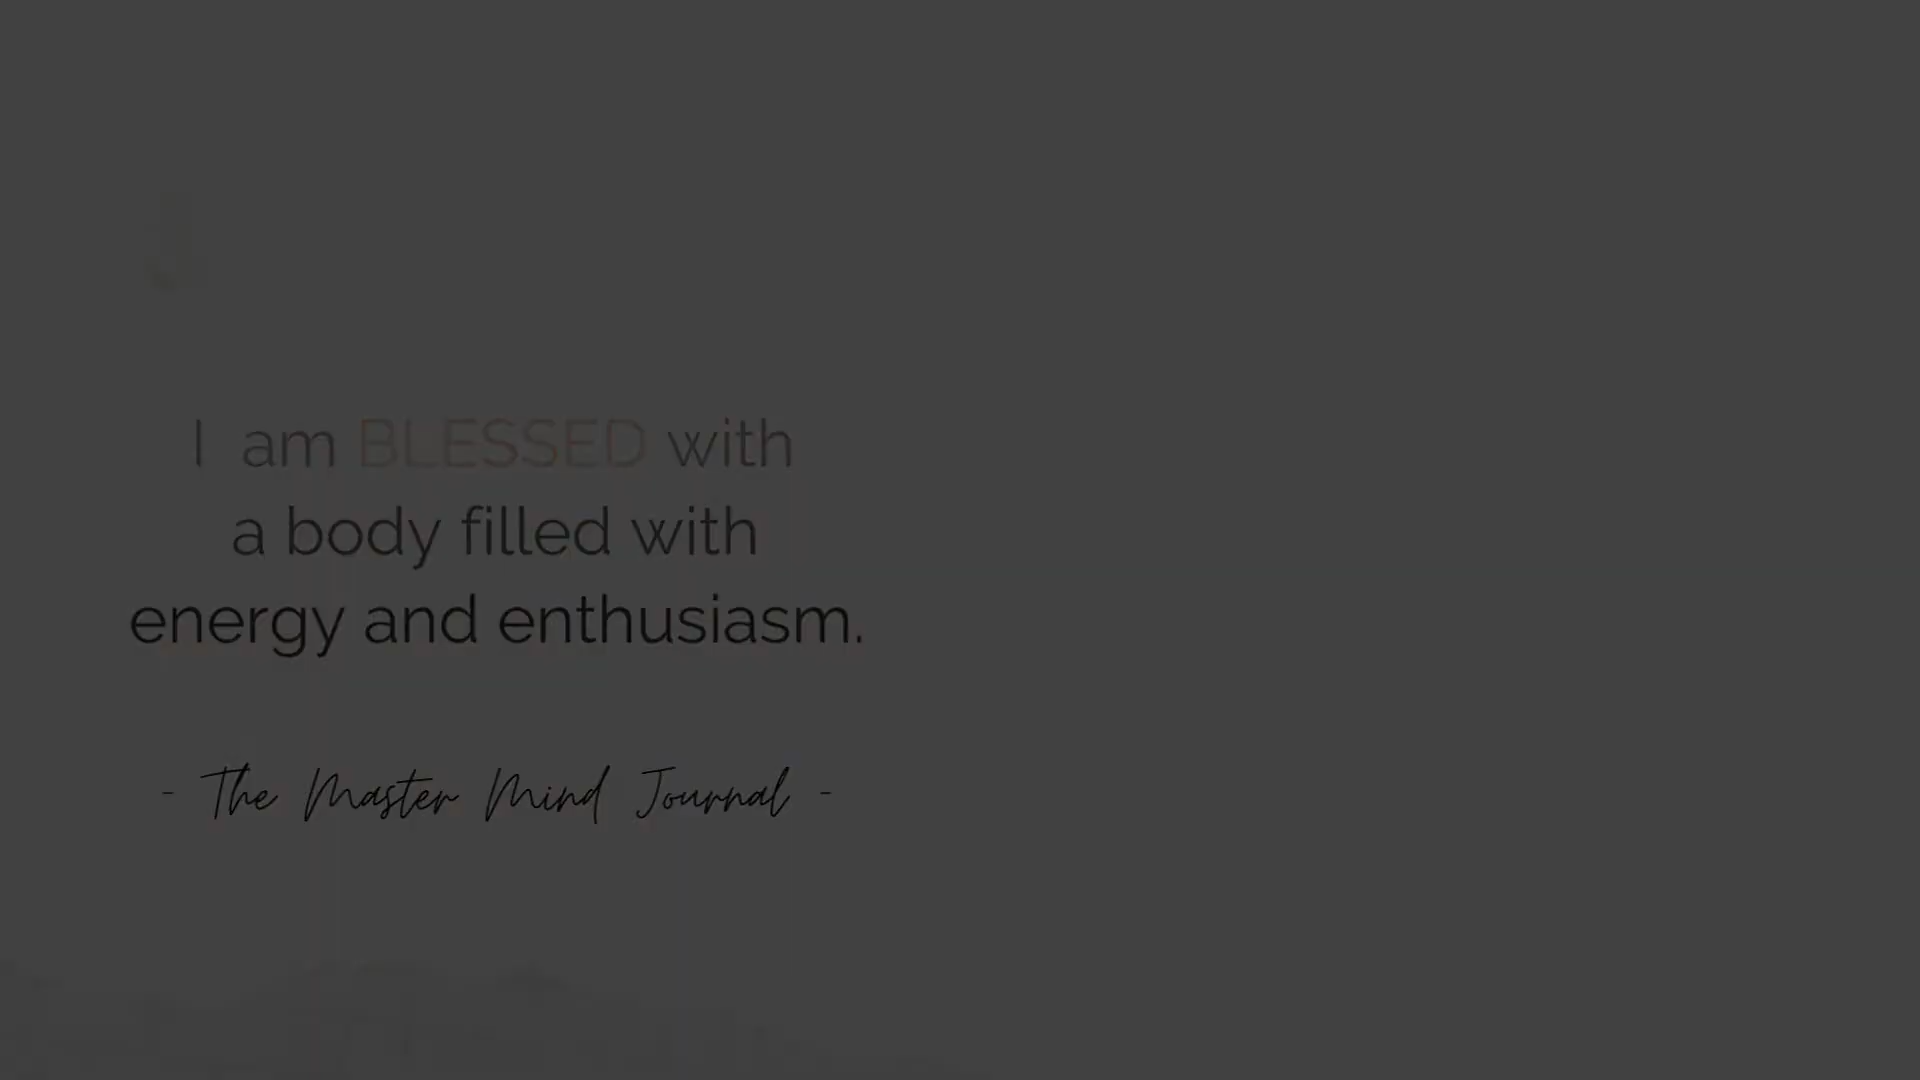 I am BLESSED with
a body filled with
energy and enthusiasm.
- The Master Mind Journal -